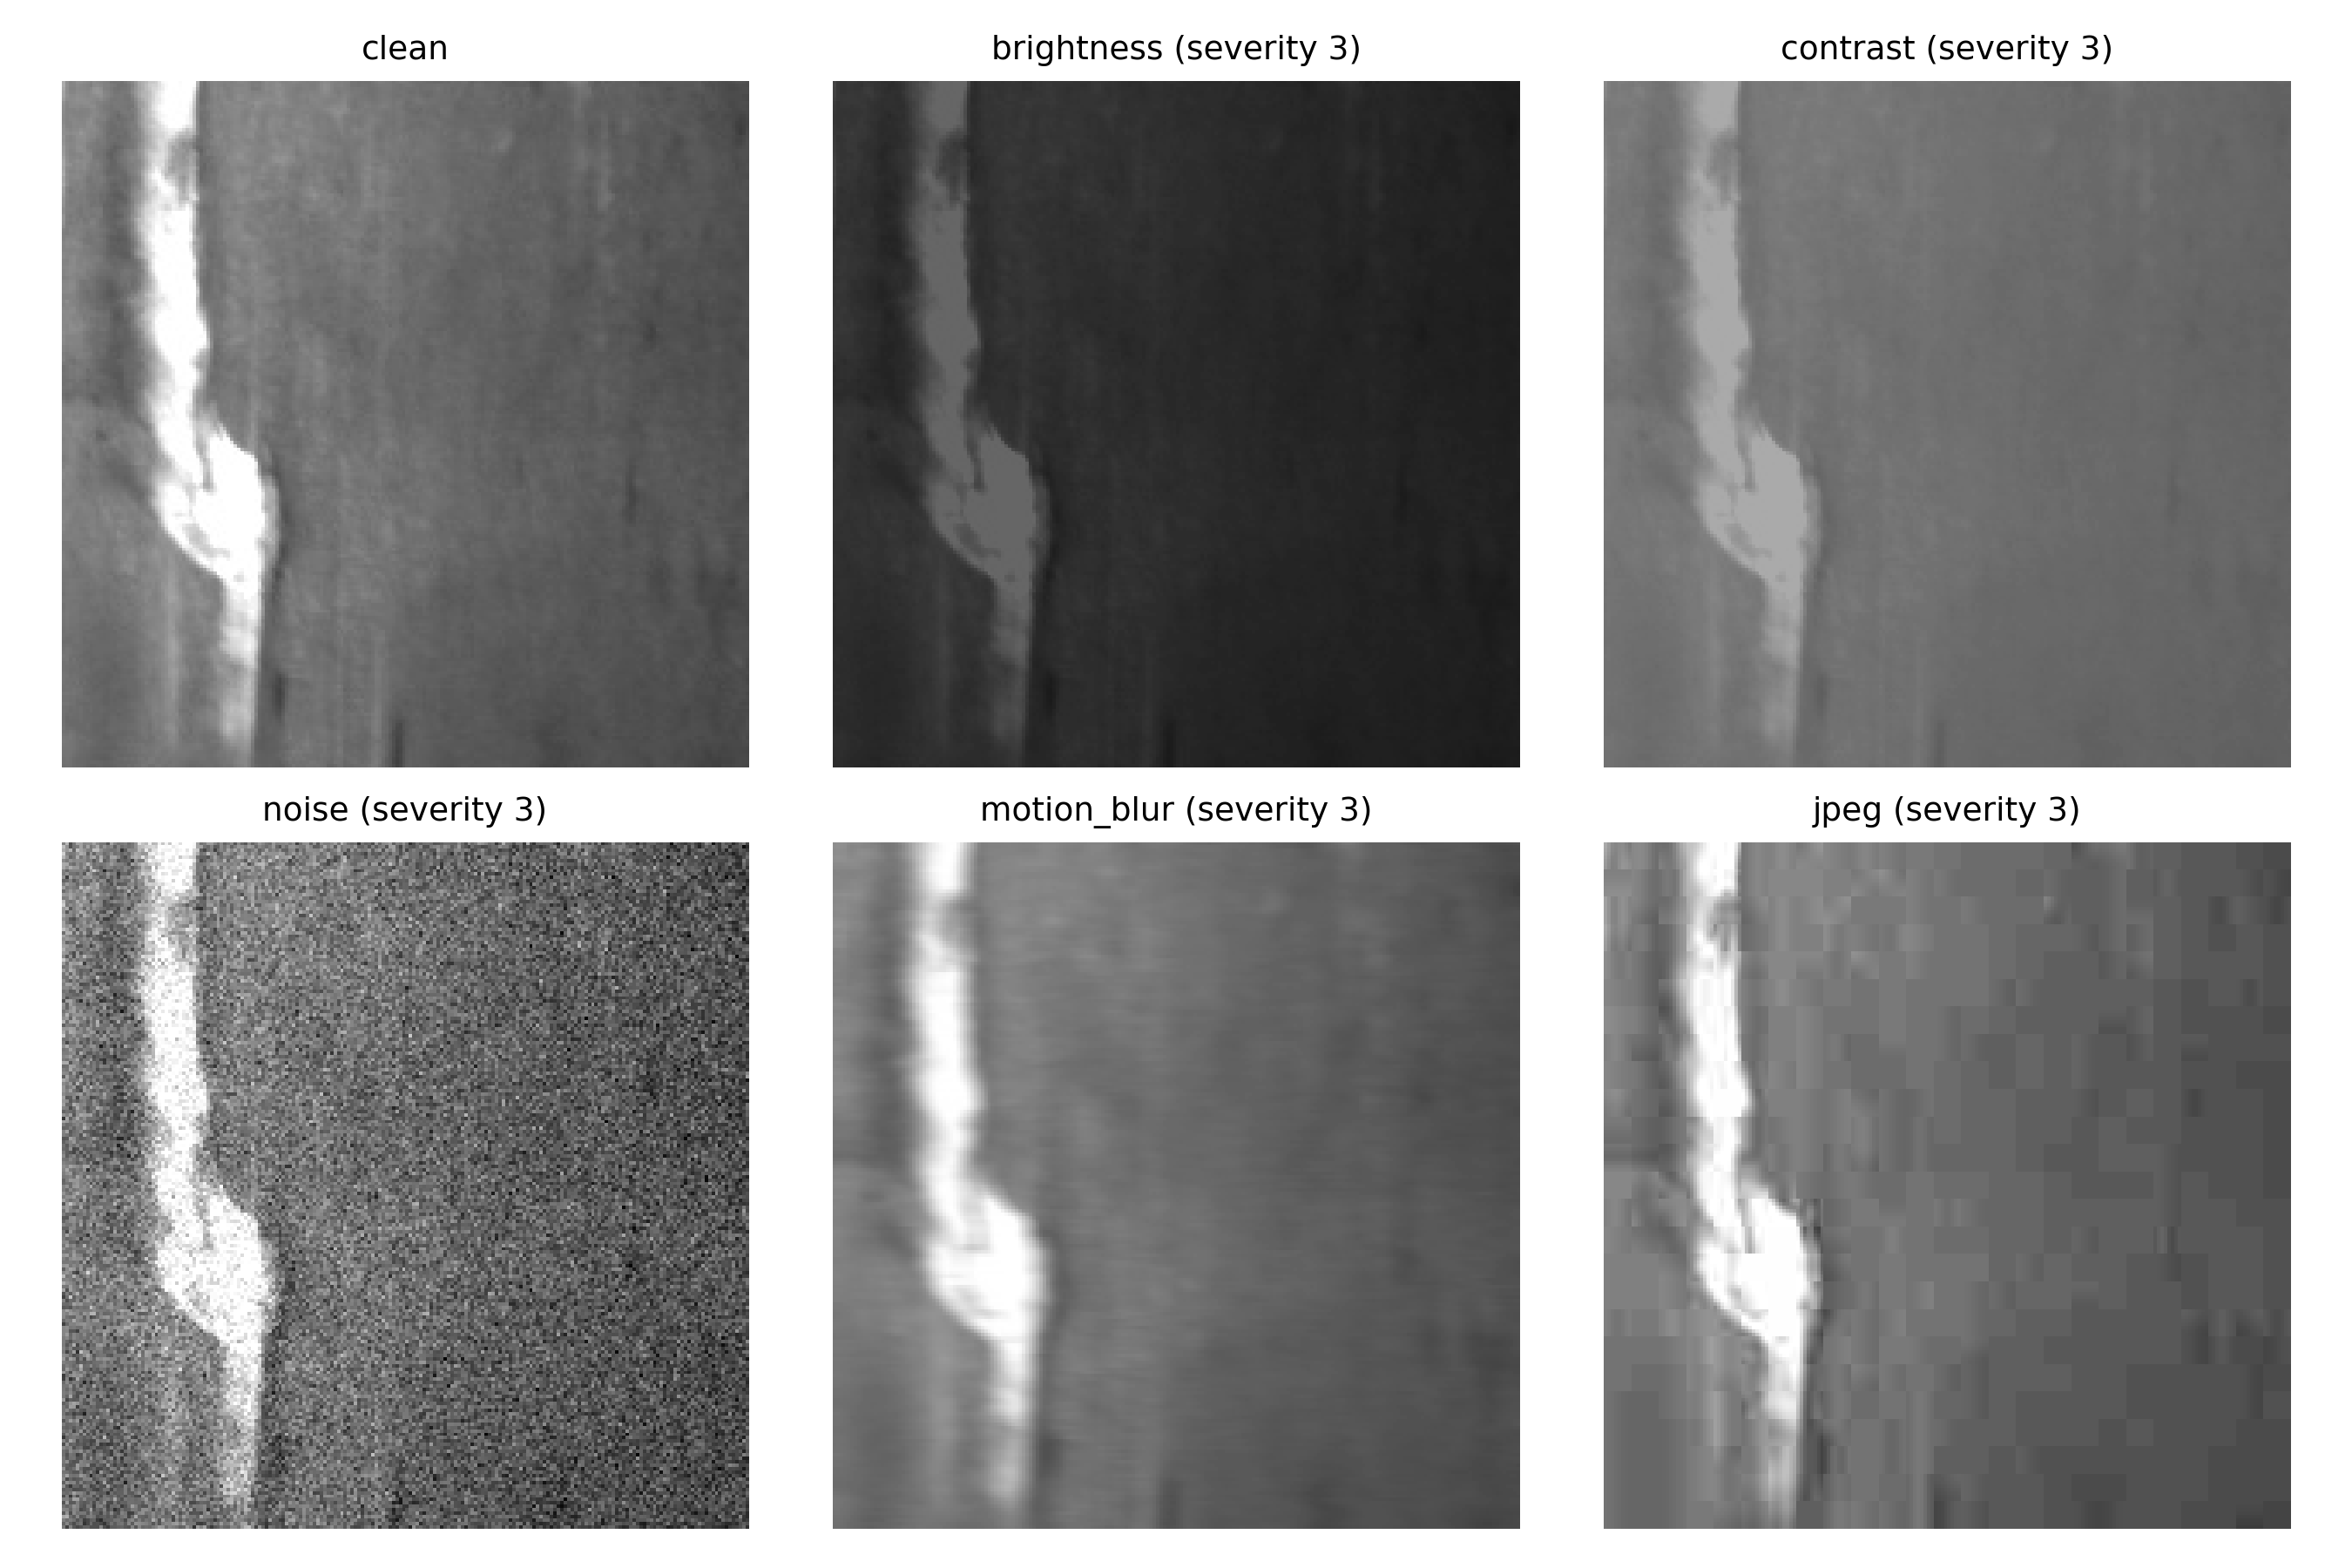 clean
brightness (severity 3)
contrast (severity 3)
noise (severity 3)
motion_blur (severity 3)
jpeg (severity 3)